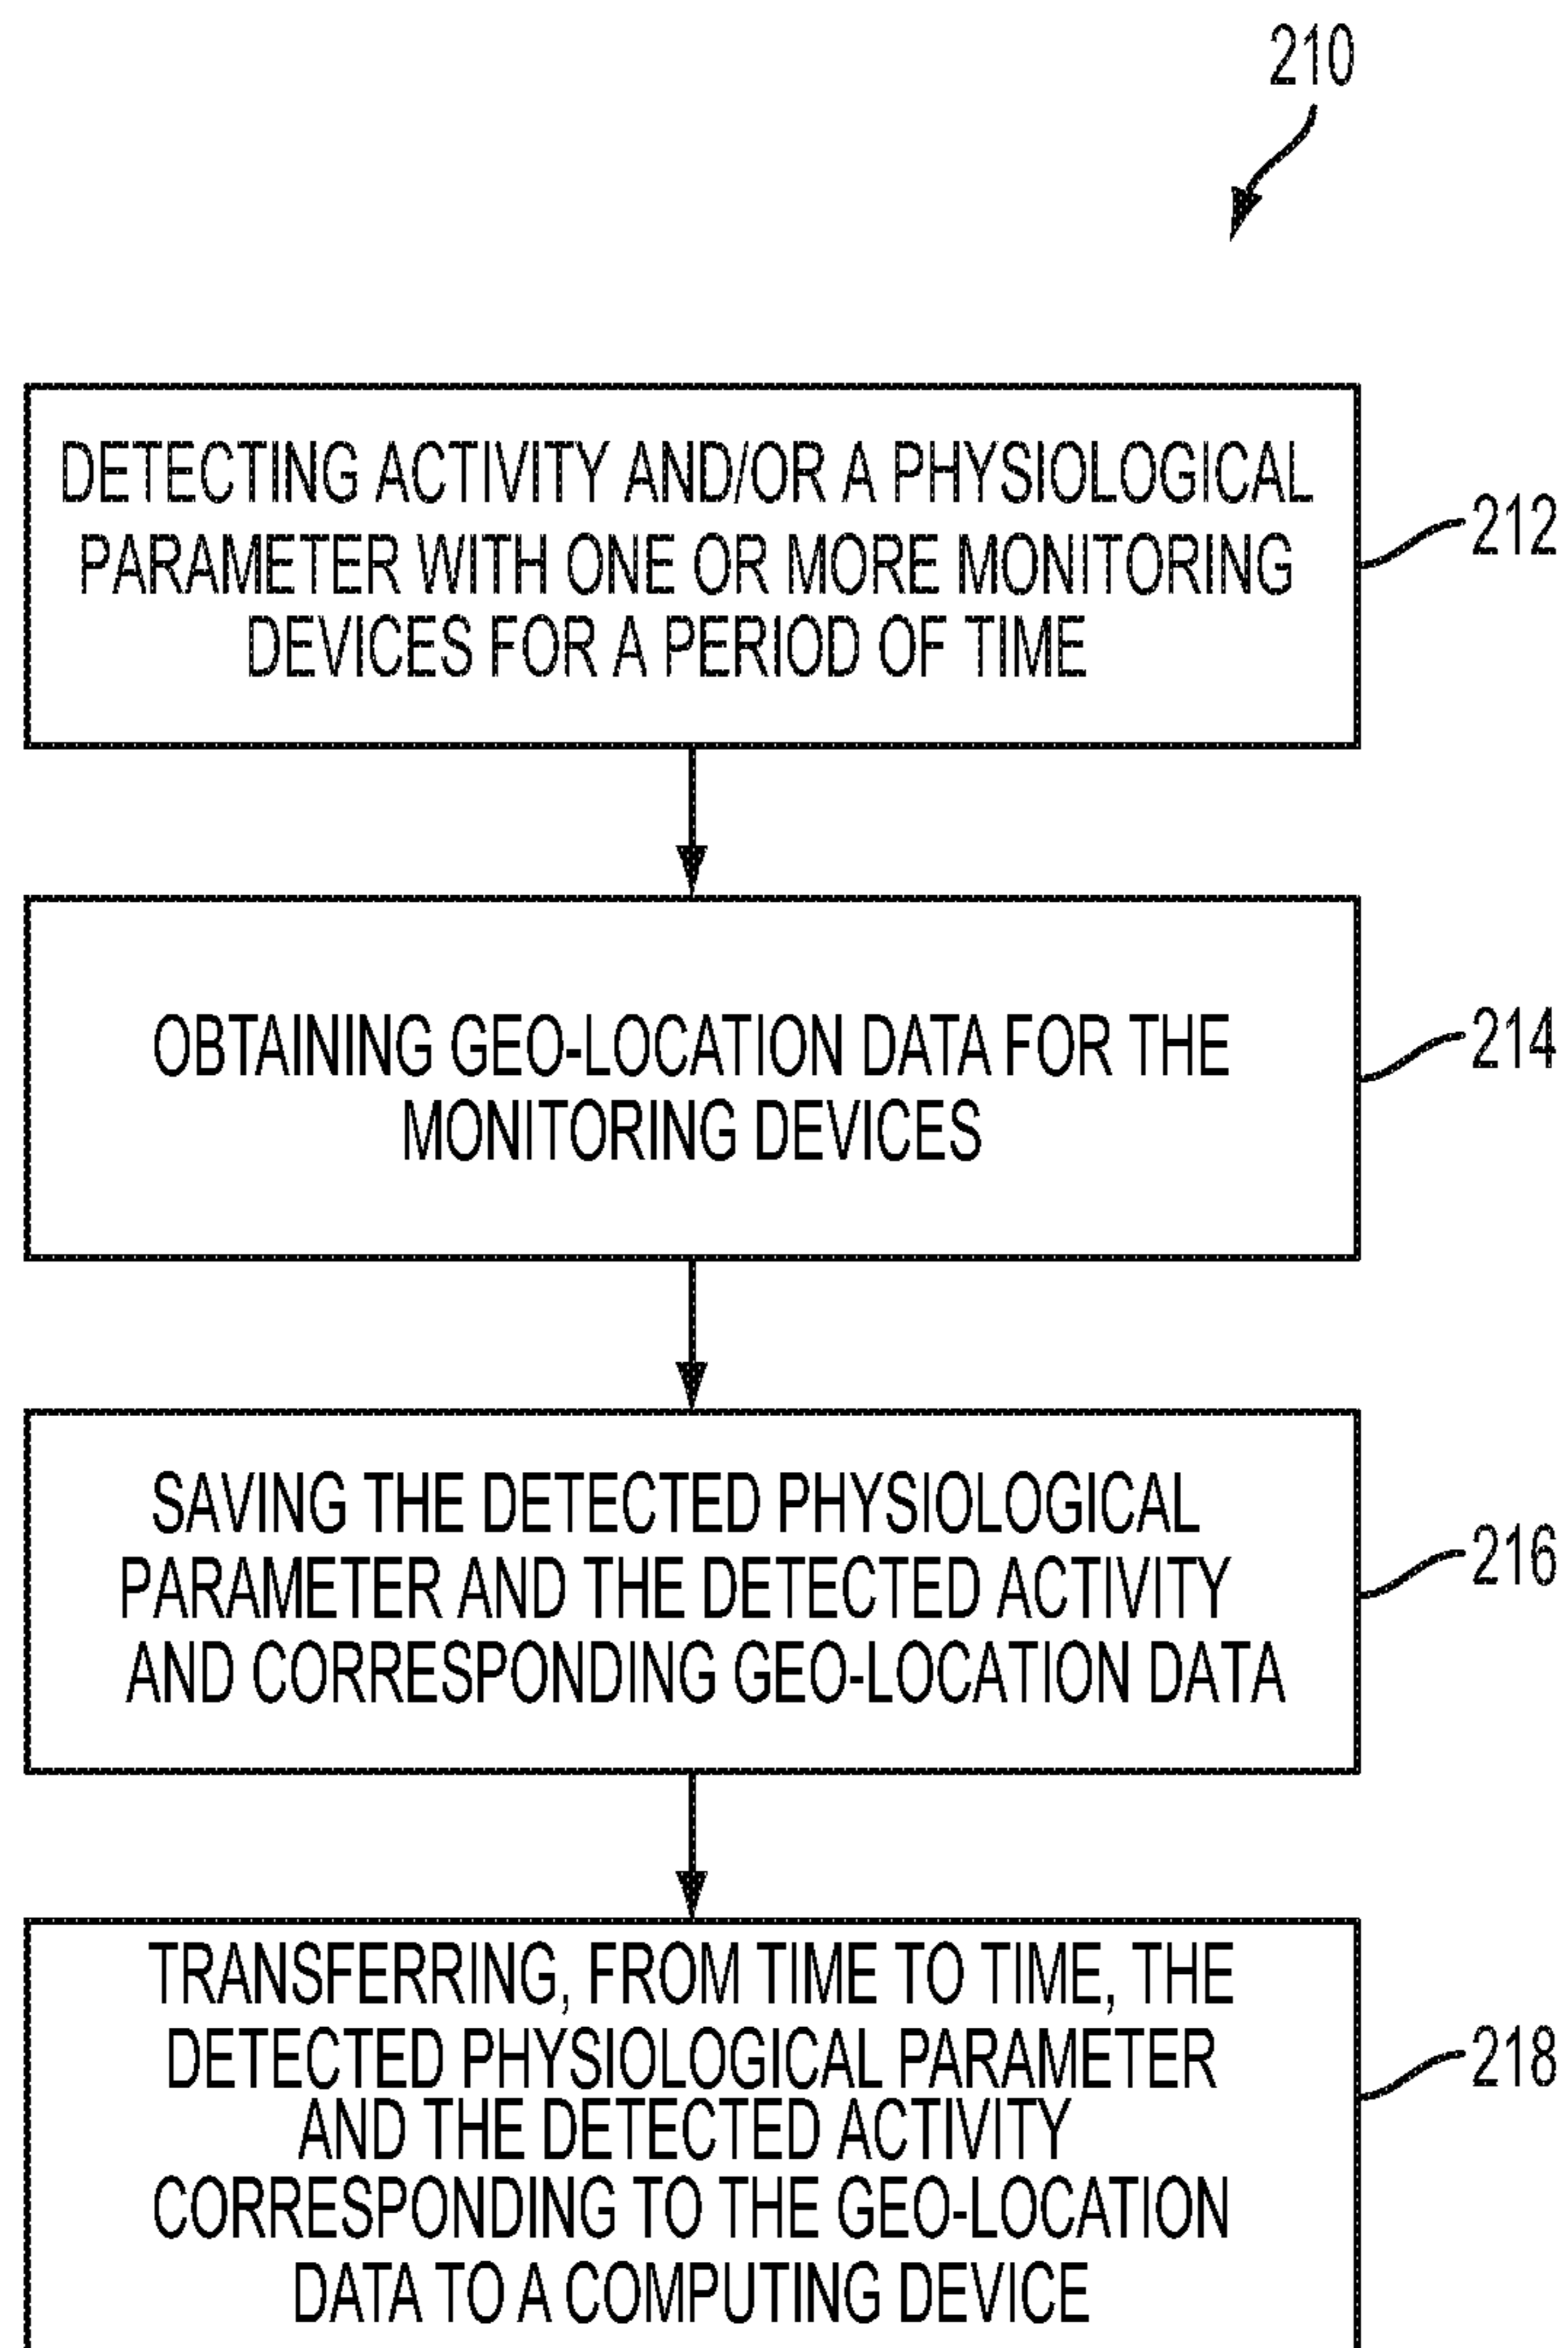 210
DETECTING ACTIVITY AND/OR A PHYSIOLOGICAL
PARAMETER WITH ONE OR MORE MONITORING
DEVICES FOR A PERIOD OF TIME
212
OBTAINING GEO-LOCATION DATA FOR THE
MONITORING DEVICES
214
SAVING THE DETECTED PHYSIOLOGICAL
PARAMETER AND THE DETECTED ACTIVITY
AND CORRESPONDING GEO-LOCATION DATA
216
TRANSFERRING, FROM TIME TO TIME, THE
DETECTED PHYSIOLOGICAL PARAMETER
AND THE DETECTED ACTIVITY
CORRESPONDING TO THE GEO-LOCATION
DATA TO A COMPUTING DEVICE
218